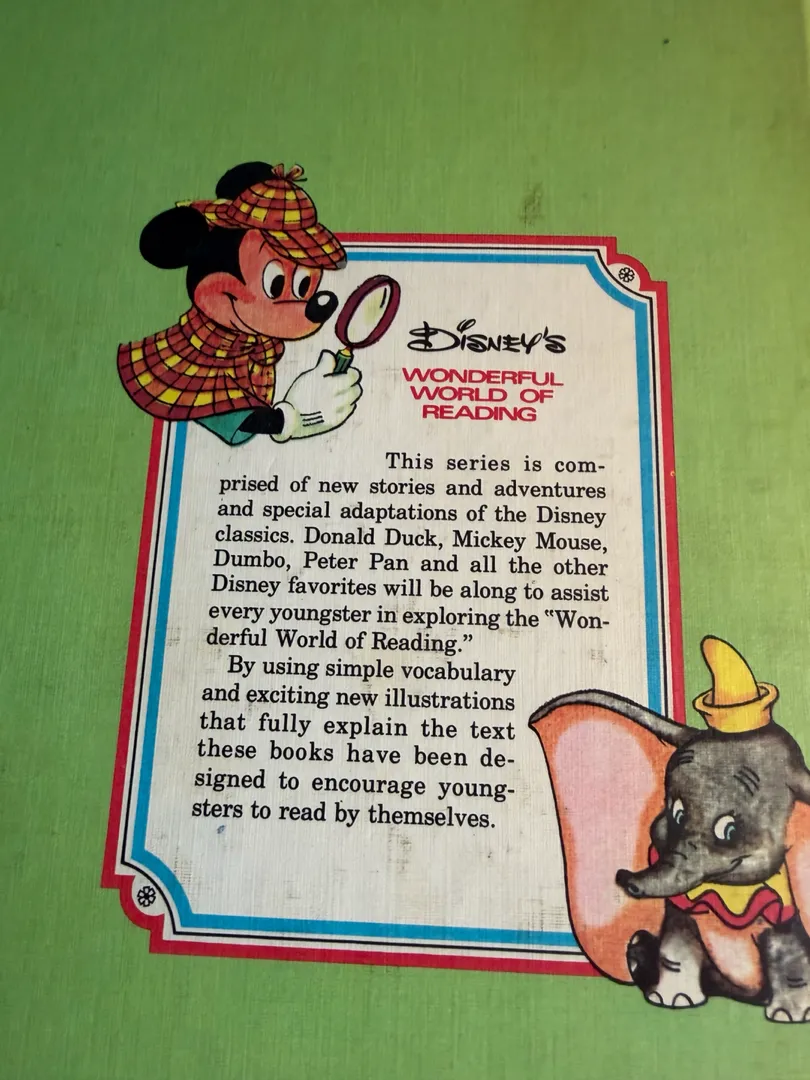 Disney's
WONDERFUL
WORLD OF
READING
This series is com-
prised of new stories and adventures
and special adaptations of the Disney
classics. Donald Duck, Mickey Mouse,
Dumbo, Peter Pan and all the other
Disney favorites will be along to assist
every youngster in exploring the "Won-
derful World of Reading."
By using simple vocabulary
and exciting new illustrations
that fully explain the text
these books have been de-
signed to encourage young-
sters to read by themselves.